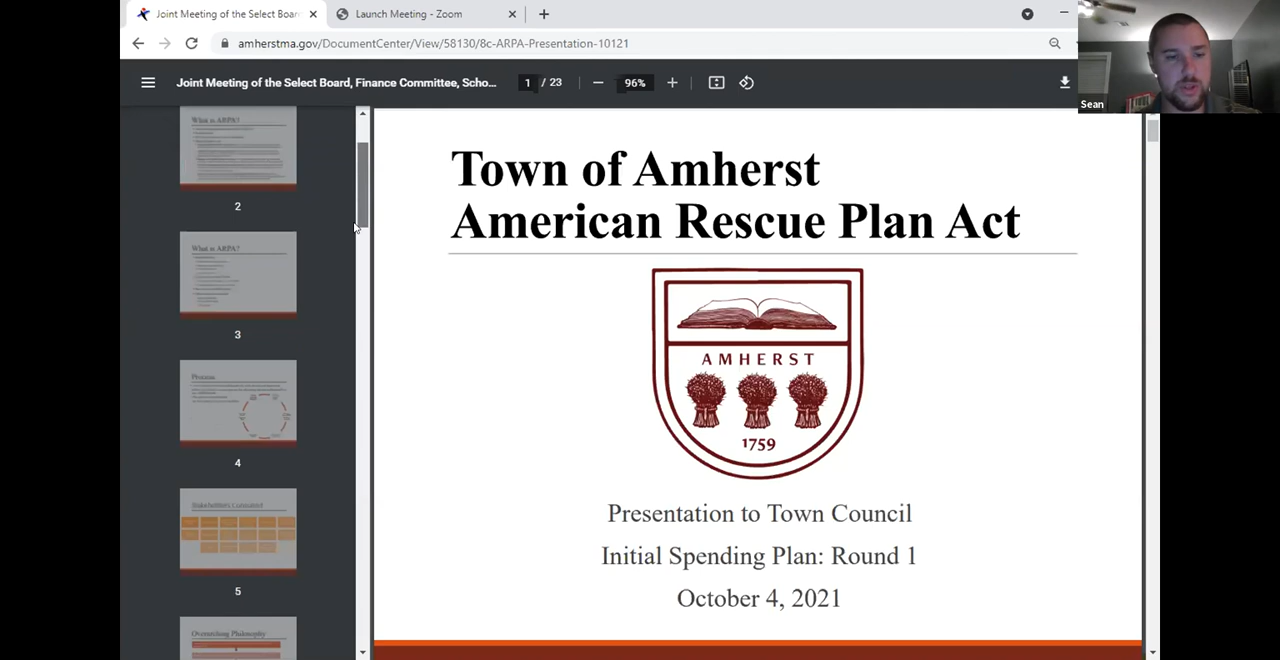 Joint Meeting of the Select Boar
Launch Meeting - Zoom
amherstma.gov/DocumentCenter/View/58130/8c-ARPA-Presentation-10121
Joint Meeting of the Select Board, Finance Committee, Scho...
1 / 23
96%
Sean
What is ARPA?
2
What is ARPA?
3
Process
4
Stakeholders Consulted
5
Overarching Philosophy
Town of Amherst
American Rescue Plan Act
AMHERST
1759
Presentation to Town Council
Initial Spending Plan: Round 1
October 4, 2021